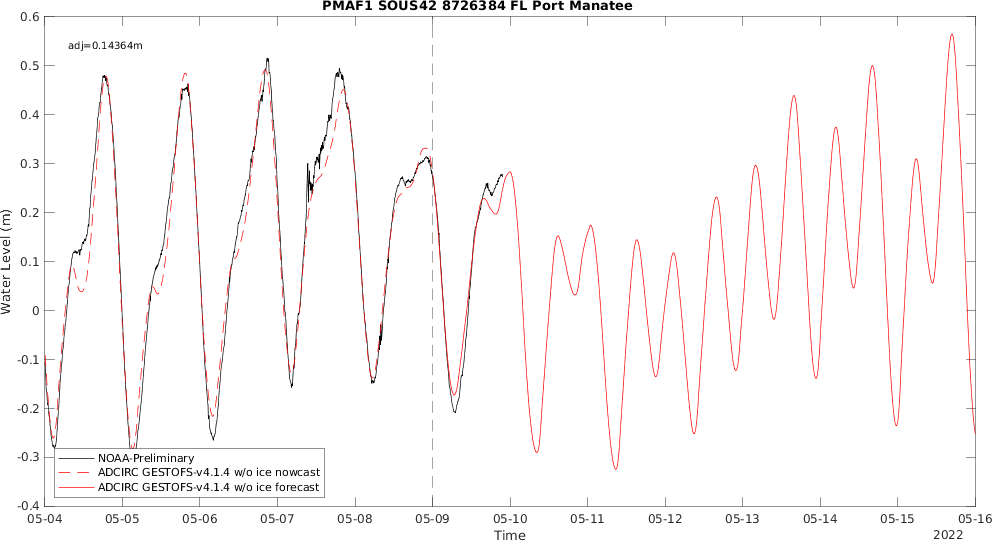 PMAF1 SOUS42 8726384 FL Port Manatee
adj=0.14364m
0.6
0.5
0.4
0.3
0.2
0.1
0
-0.1
-0.2
-0.3
-0.4
Water Level (m)
NOAA-Preliminary
ADCIRC GESTOFS-v4.1.4 w/o ice nowcast
ADCIRC GESTOFS-v4.1.4 w/o ice forecast
05-04 05-05 05-06 05-07 05-08 05-09 05-10 05-11 05-12 05-13 05-14 05-15 05-16
Time
2022